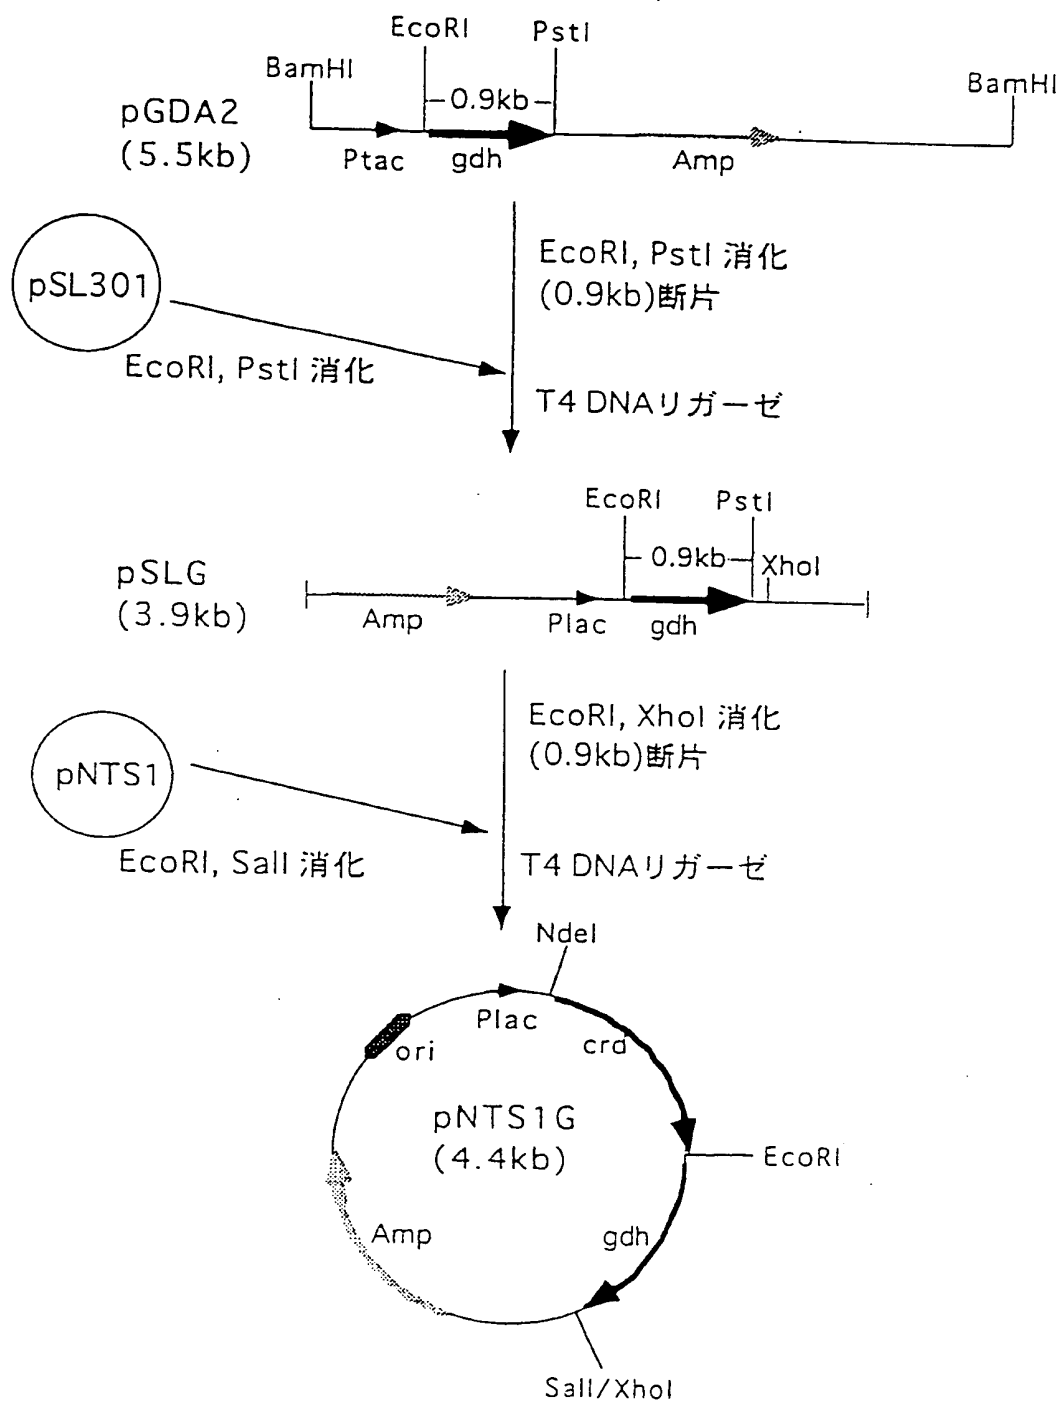 EcoRI PstI
BamHI
BamHI
0.9kb
pGDA2
(5.5kb)
Ptac gdh Amp
EcoRI, PstI 消化
(0.9kb)断片
pSL301
EcoRI, PstI 消化
T4 DNAリガーゼ
EcoRI PstI
0.9kb
XhoI
pSLG
(3.9kb)
Amp Plac gdh
EcoRI, XhoI 消化
(0.9kb)断片
pNTS1
EcoRI, SalI 消化
T4 DNAリガーゼ
NdeI
Plac
crd
ori
pNTS1G
(4.4kb)
EcoRI
Amp
gdh
SalI/XhoI